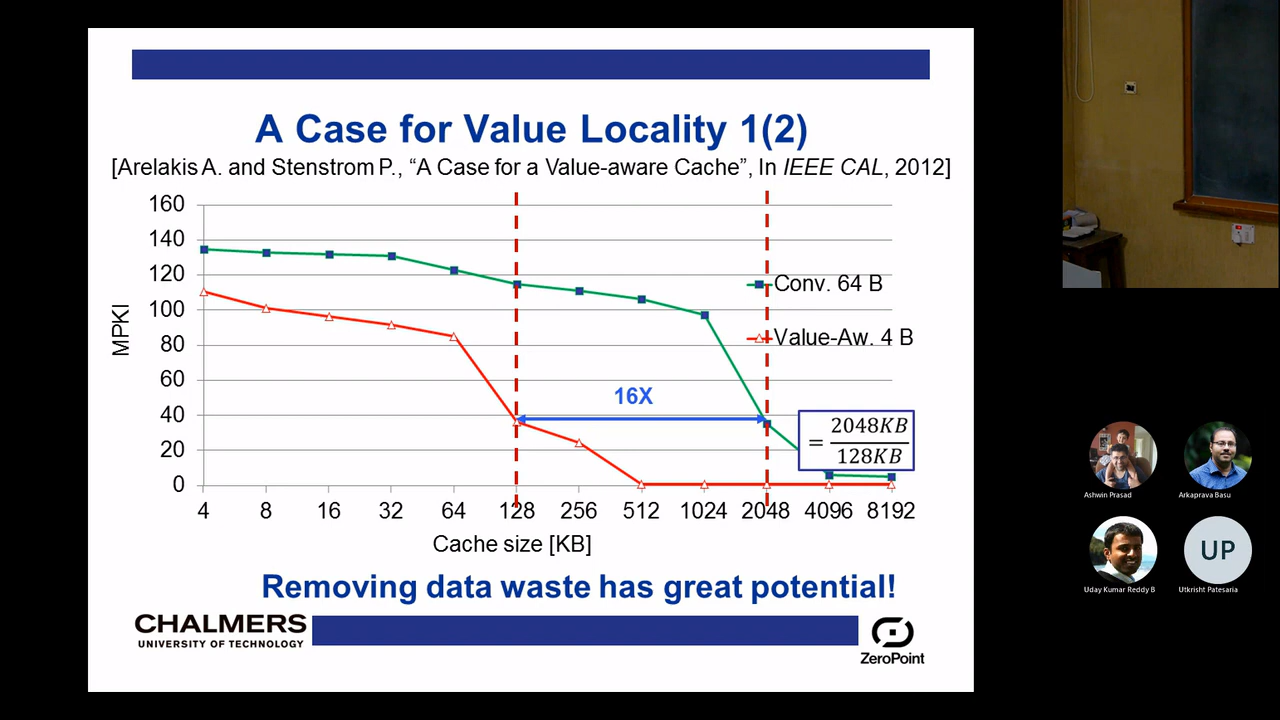 A Case for Value Locality 1(2)
[Arelakis A. and Stenstrom P., “A Case for a Value-aware Cache”, In IEEE CAL, 2012]
160
140
120
100
80
60
40
20
0
MPKI
Conv. 64 B
Value-Aw. 4 B
16X
= 2048KB
128KB
4 8 16 32 64 128 256 512 1024 2048 4096 8192
Cache size [KB]
Removing data waste has great potential!
CHALMERS
UNIVERSITY OF TECHNOLOGY
ZeroPoint
Ashwin Prasad
Arkaprava Basu
UP
Uday Kumar Reddy B
Utkrisht Patesaria